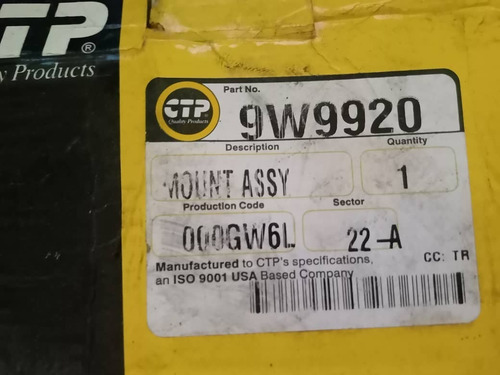 CTP®
Quality Products
CTP
Quality Products
Part No.
9W9920
Description
Quantity
MOUNT ASSY
1
Production Code
Sector
000GW6L
22-A
Manufactured to CTP's specifications,
CC: TR
an ISO 9001 USA Based Company